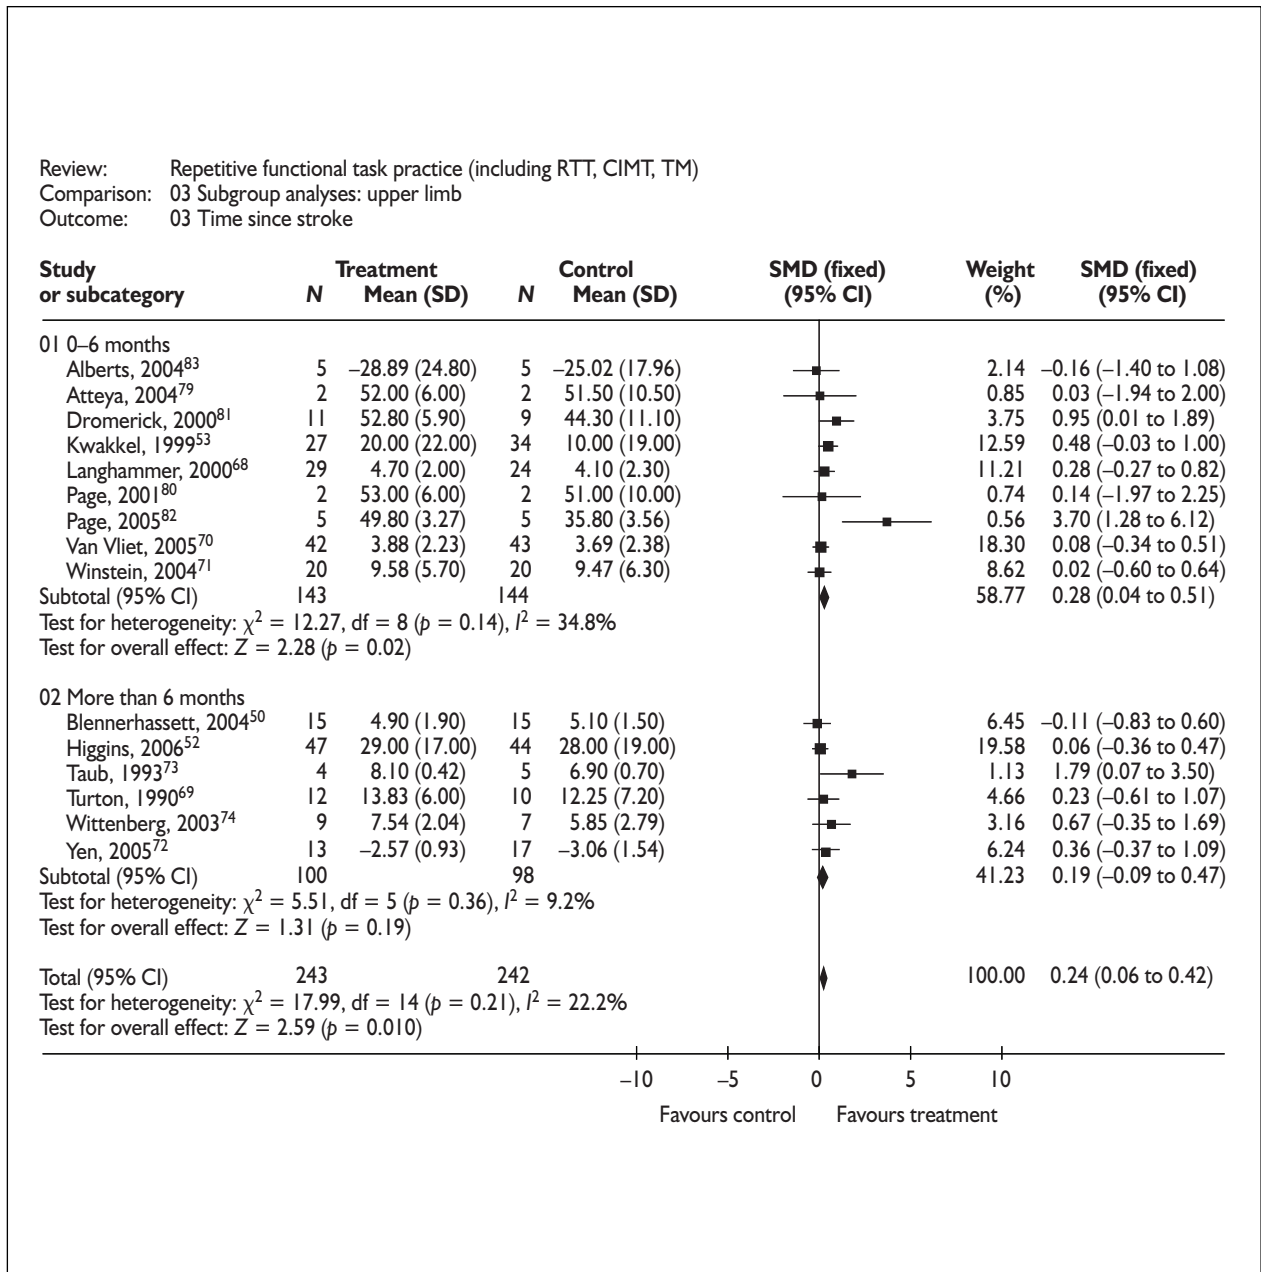 Review: Repetitive functional task practice (including RTT, CIMT, TM)
Comparison: 03 Subgroup analyses: upper limb
Outcome: 03 Time since stroke
Study Treatment Control SMD (fixed) Weight SMD (fixed)
or subcategory N Mean (SD) N Mean (SD) (95% CI) (%) (95% CI)
01 0–6 months
Alberts, 2004⁸³ 5 –28.89 (24.80) 5 –25.02 (17.96) 2.14 –0.16 (–1.40 to 1.08)
Atteya, 2004⁷⁹ 2 52.00 (6.00) 2 51.50 (10.50) 0.85 0.03 (–1.94 to 2.00)
Dromerick, 2000⁸¹ 11 52.80 (5.90) 9 44.30 (11.10) 3.75 0.95 (0.01 to 1.89)
Kwakkel, 1999⁵³ 27 20.00 (22.00) 34 10.00 (19.00) 12.59 0.48 (–0.03 to 1.00)
Langhammer, 2000⁶⁸ 29 4.70 (2.00) 24 4.10 (2.30) 11.21 0.28 (–0.27 to 0.82)
Page, 2001⁸⁰ 2 53.00 (6.00) 2 51.00 (10.00) 0.74 0.14 (–1.97 to 2.25)
Page, 2005⁸² 5 49.80 (3.27) 5 35.80 (3.56) 0.56 3.70 (1.28 to 6.12)
Van Vliet, 2005⁷⁰ 42 3.88 (2.23) 43 3.69 (2.38) 18.30 0.08 (–0.34 to 0.51)
Winstein, 2004⁷¹ 20 9.58 (5.70) 20 9.47 (6.30) 8.62 0.02 (–0.60 to 0.64)
Subtotal (95% CI) 143 144 58.77 0.28 (0.04 to 0.51)
Test for heterogeneity: χ² = 12.27, df = 8 (p = 0.14), I² = 34.8%
Test for overall effect: Z = 2.28 (p = 0.02)
02 More than 6 months
Blennerhassett, 2004⁵⁰ 15 4.90 (1.90) 15 5.10 (1.50) 6.45 –0.11 (–0.83 to 0.60)
Higgins, 2006⁵² 47 29.00 (17.00) 44 28.00 (19.00) 19.58 0.06 (–0.36 to 0.47)
Taub, 1993⁷³ 4 8.10 (0.42) 5 6.90 (0.70) 1.13 1.79 (0.07 to 3.50)
Turton, 1990⁶⁹ 12 13.83 (6.00) 10 12.25 (7.20) 4.66 0.23 (–0.61 to 1.07)
Wittenberg, 2003⁷⁴ 9 7.54 (2.04) 7 5.85 (2.79) 3.16 0.67 (–0.35 to 1.69)
Yen, 2005⁷² 13 –2.57 (0.93) 17 –3.06 (1.54) 6.24 0.36 (–0.37 to 1.09)
Subtotal (95% CI) 100 98 41.23 0.19 (–0.09 to 0.47)
Test for heterogeneity: χ² = 5.51, df = 5 (p = 0.36), I² = 9.2%
Test for overall effect: Z = 1.31 (p = 0.19)
Total (95% CI) 243 242 100.00 0.24 (0.06 to 0.42)
Test for heterogeneity: χ² = 17.99, df = 14 (p = 0.21), I² = 22.2%
Test for overall effect: Z = 2.59 (p = 0.010)
–10 –5 0 5 10
Favours control Favours treatment